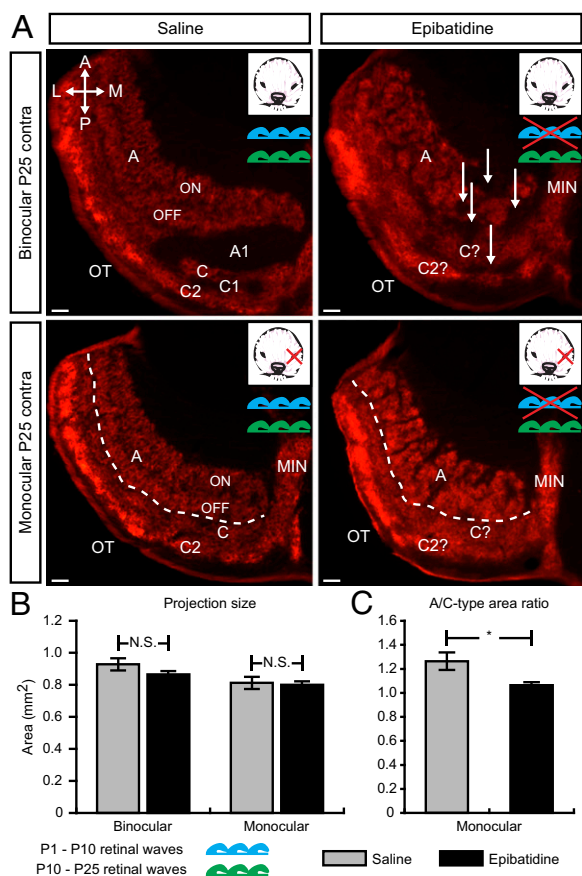 A
Saline
Epibatidine
Binocular P25 contra
A
L M
P
A
ON
OFF
A1
C
C2 C1
OT
A
MIN
C?
C2?
OT
Monocular P25 contra
A
ON
OFF
MIN
C
C2
OT
A
MIN
C?
C2?
OT
B
Projection size
Area (mm2)
1.2
1.0
0.8
0.6
0.4
0.2
0
N.S.
N.S.
Binocular
Monocular
C
A/C-type area ratio
1.6
1.4
1.2
1.0
0.8
0.6
0.4
0.2
0
*
Monocular
P1 - P10 retinal waves
P10 - P25 retinal waves
Saline
Epibatidine